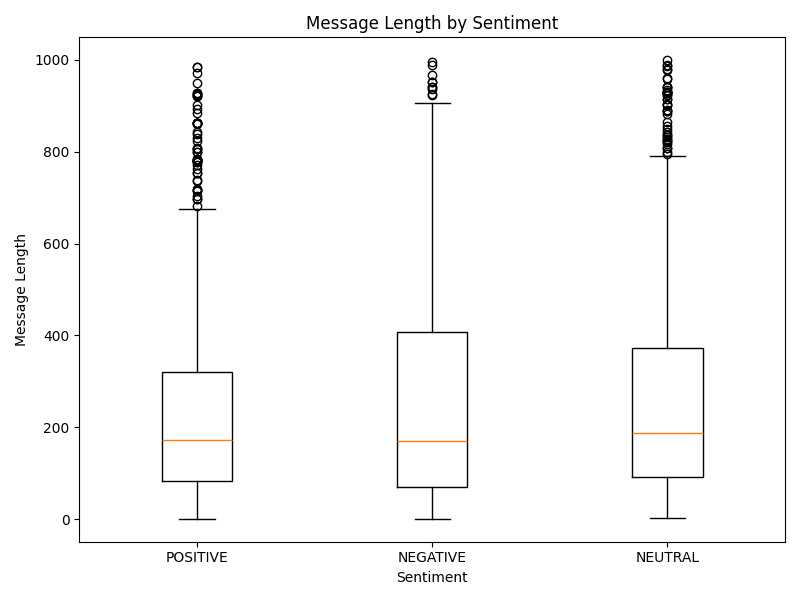 Message Length by Sentiment
Message Length
1000
800
600
400
200
0
POSITIVE
NEGATIVE
NEUTRAL
Sentiment